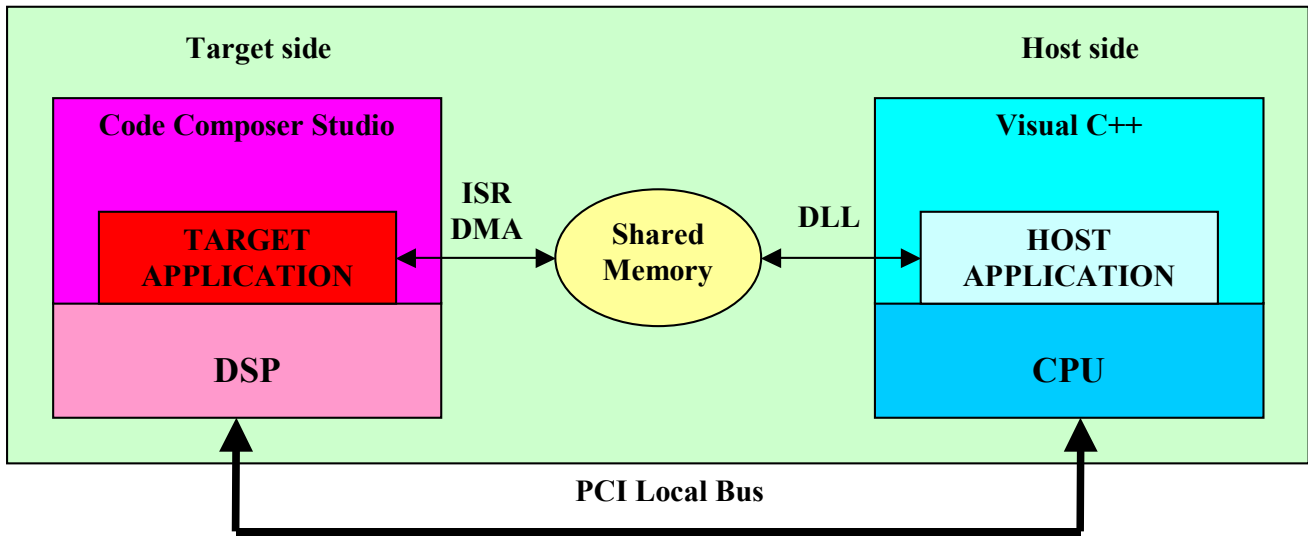 Target side
Host side
Code Composer Studio
Visual C++
ISR
DMA
DLL
TARGET
APPLICATION
Shared
Memory
HOST
APPLICATION
DSP
CPU
PCI Local Bus